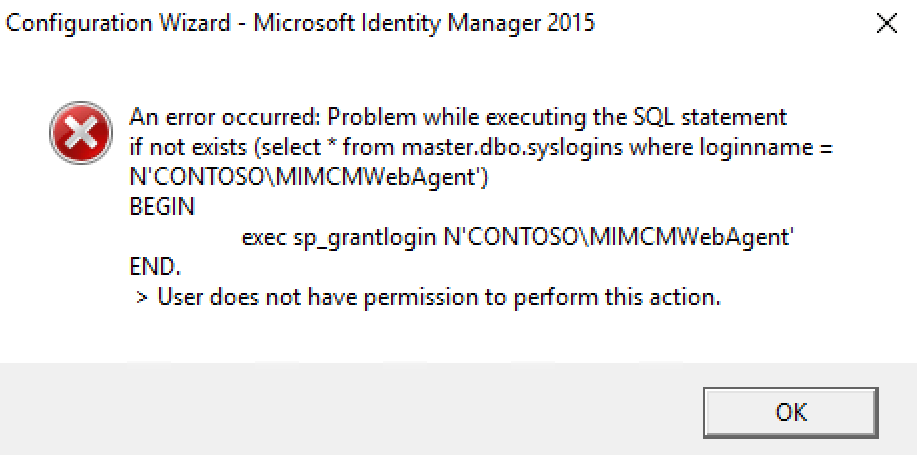 Configuration Wizard - Microsoft Identity Manager 2015
An error occurred: Problem while executing the SQL statement
if not exists (select * from master.dbo.syslogins where loginname =
N'CONTOSO\MIMCMWebAgent')
BEGIN
exec sp_grantlogin N'CONTOSO\MIMCMWebAgent'
END.
> User does not have permission to perform this action.
OK